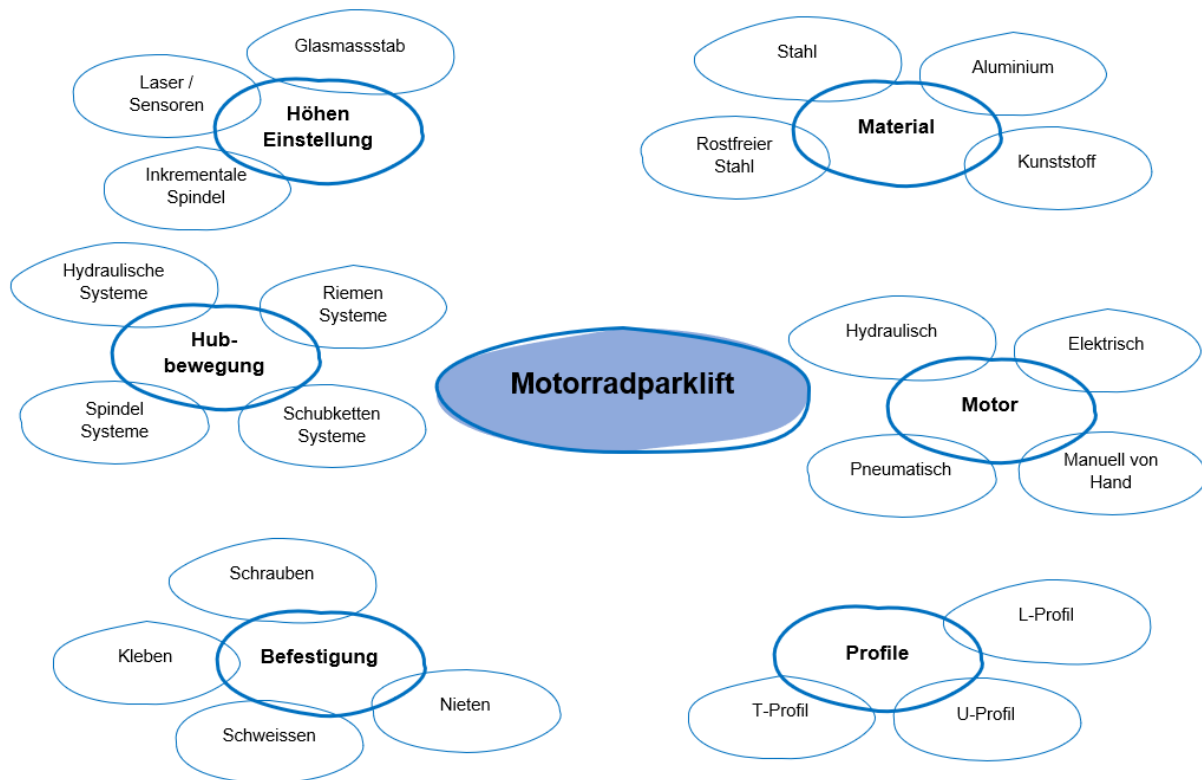 Glasmassstab
Laser /
Sensoren
Höhen
Einstellung
Inkrementale
Spindel
Stahl
Aluminium
Material
Rostfreier
Stahl
Kunststoff
Hydraulische
Systeme
Riemen
Systeme
Hub-
bewegung
Spindel
Systeme
Schubketten
Systeme
Motorradparklift
Hydraulisch
Elektrisch
Motor
Pneumatisch
Manuell von
Hand
Schrauben
Kleben
Befestigung
Nieten
Schweissen
L-Profil
Profile
T-Profil
U-Profil